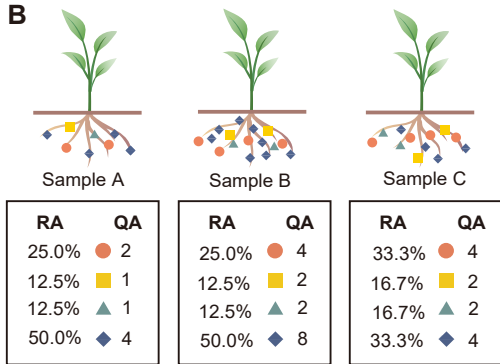 B
Sample A Sample B Sample C
RA QA RA QA RA QA
25.0% 2 25.0% 4 33.3% 4
12.5% 1 12.5% 2 16.7% 2
12.5% 1 12.5% 2 16.7% 2
50.0% 4 50.0% 8 33.3% 4